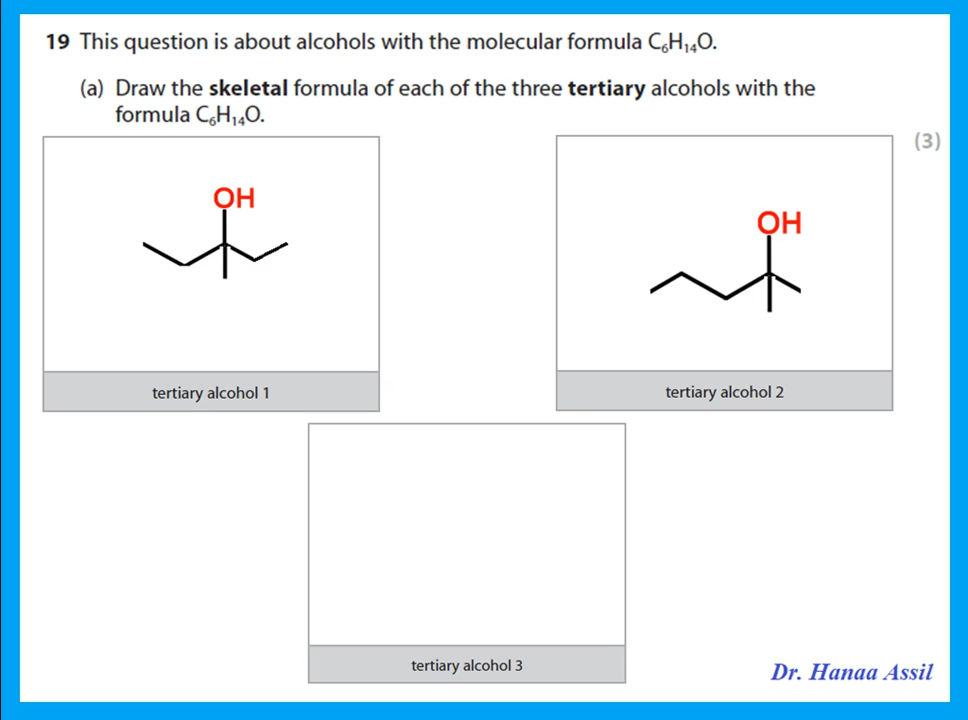 19 This question is about alcohols with the molecular formula C₆H₁₄O.
(a) Draw the skeletal formula of each of the three tertiary alcohols with the
formula C₆H₁₄O.
(3)
OH
OH
tertiary alcohol 1
tertiary alcohol 2
tertiary alcohol 3
Dr. Hanaa Assil